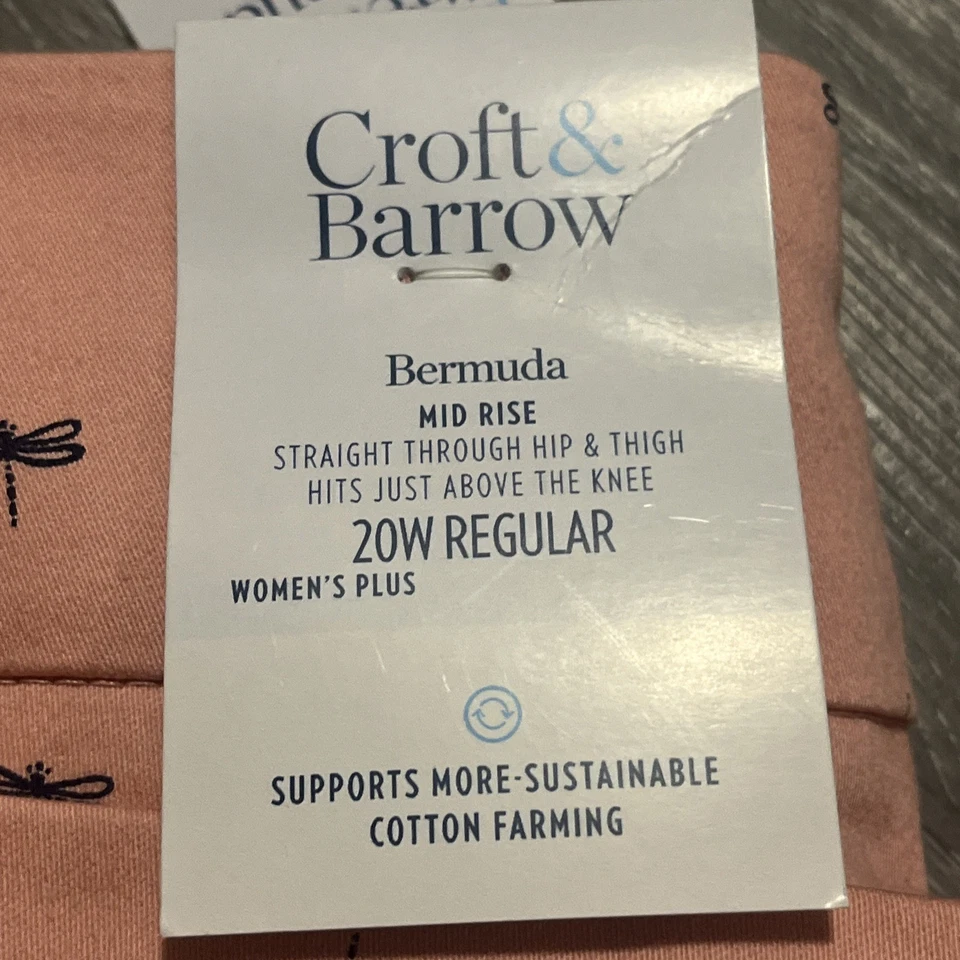 Croft &
Barrow
Bermuda
MID RISE
STRAIGHT THROUGH HIP & THIGH
HITS JUST ABOVE THE KNEE
20W REGULAR
WOMEN'S PLUS
SUPPORTS MORE-SUSTAINABLE
COTTON FARMING